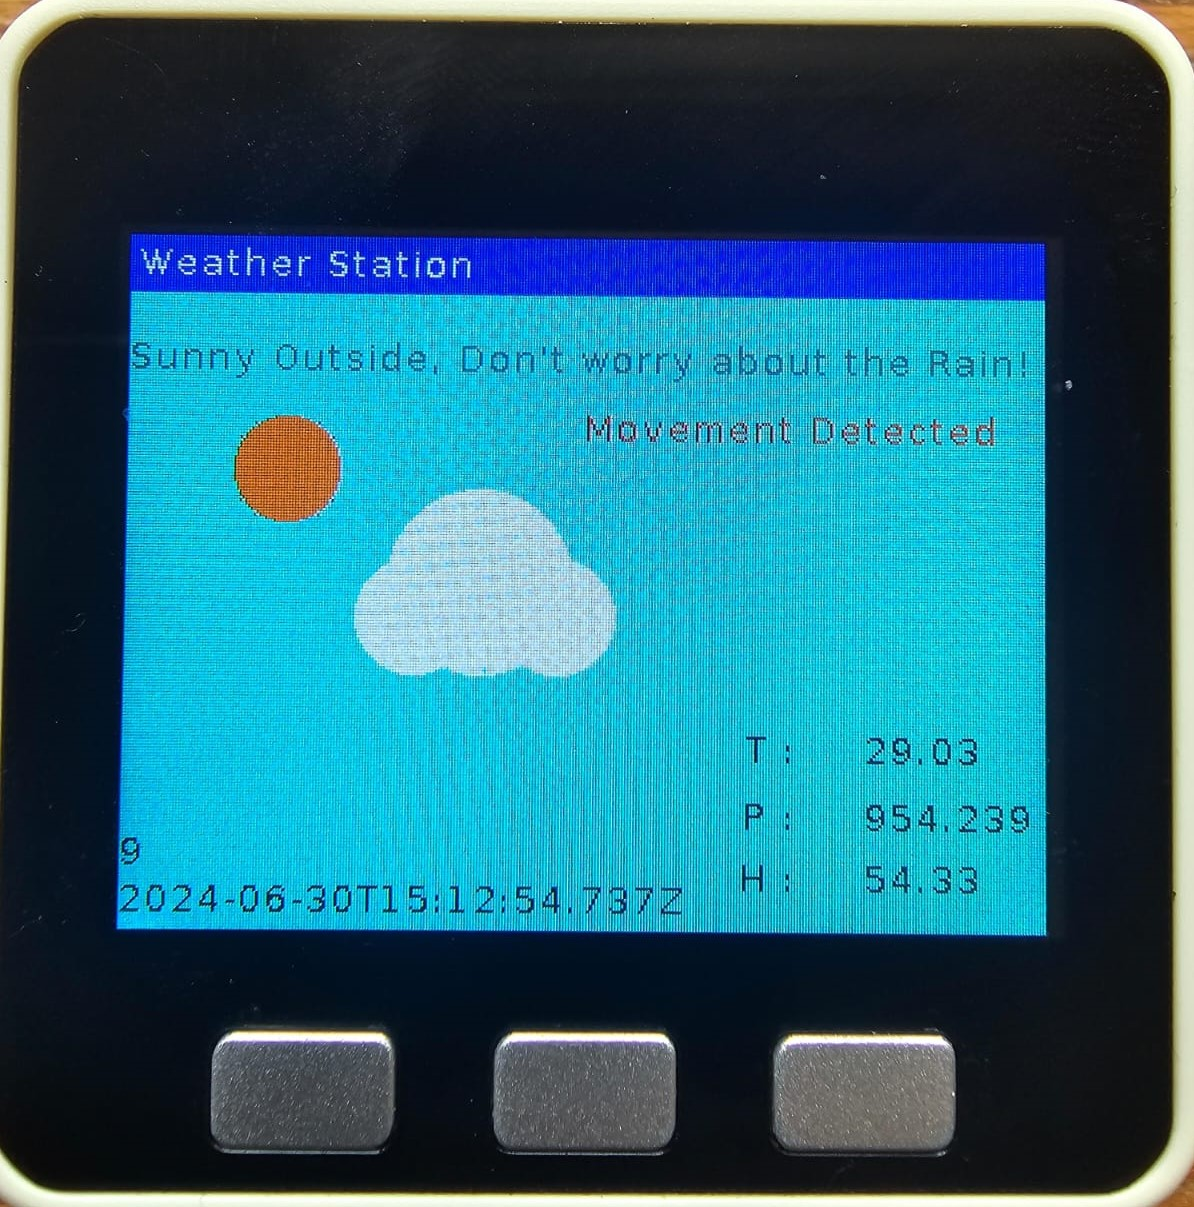 Weather Station
Sunny Outside, Don't worry about the Rain!
Movement Detected
T : 29.03
P : 954.239
9
H : 54.33
2024-06-30T15:12:54.737Z